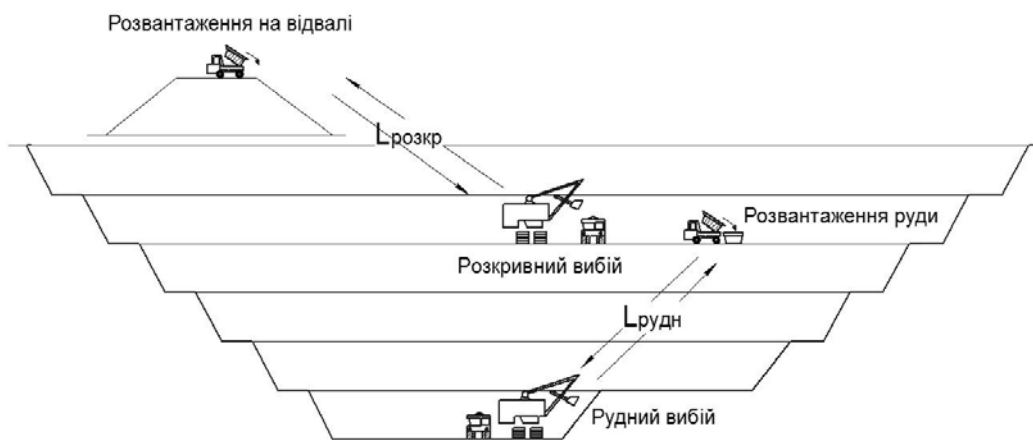 Розвантаження на відвалі
Lрозкр
Розвантаження руди
Розкривний вибій
Lрудн
Рудний вибій